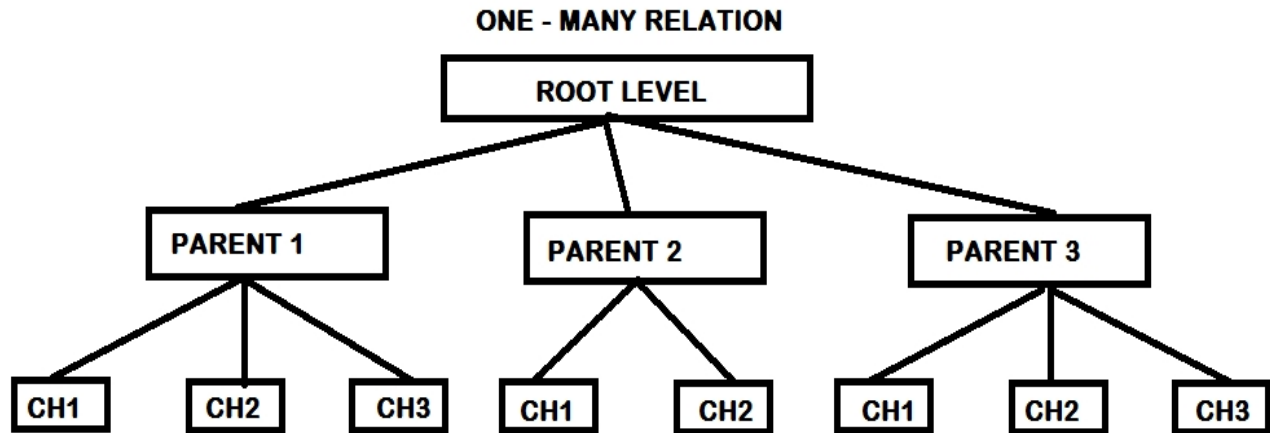 ONE - MANY RELATION
ROOT LEVEL
PARENT 1
PARENT 2
PARENT 3
CH1
CH2
CH3
CH1
CH2
CH1
CH2
CH3